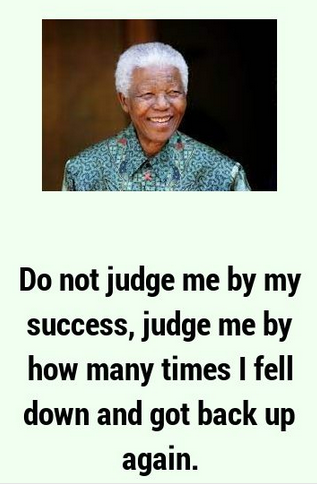 Do not judge me by my
success, judge me by
how many times I fell
down and got back up
again.